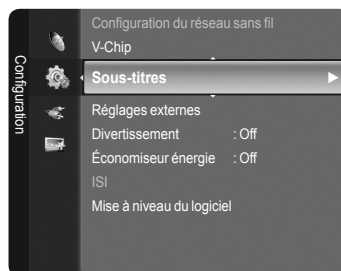 Configuration
Configuration du réseau sans fil
V-Chip
Sous-titres
Réglages externes
Divertissement : Off
Économiseur énergie : Off
ISI
Mise à niveau du logiciel